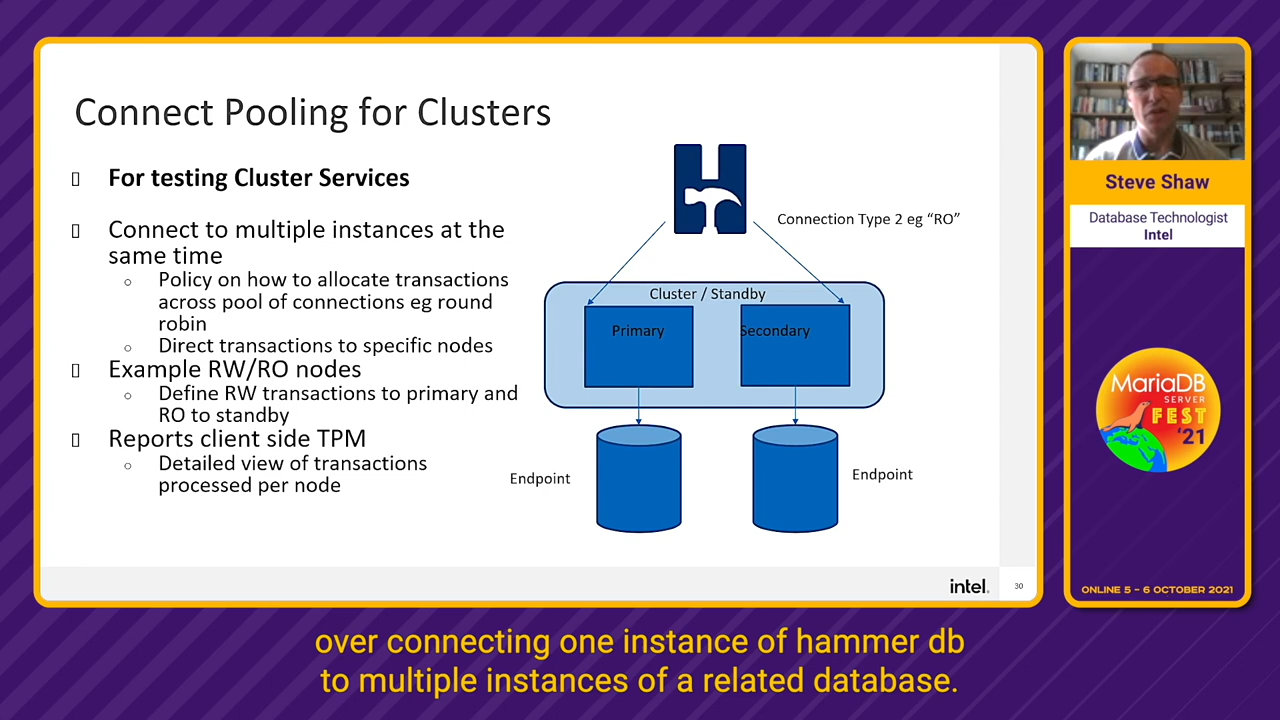 Connect Pooling for Clusters
For testing Cluster Services
Connect to multiple instances at the
same time
Policy on how to allocate transactions
across pool of connections eg round
robin
Direct transactions to specific nodes
Example RW/RO nodes
Define RW transactions to primary and
RO to standby
Reports client side TPM
Detailed view of transactions
processed per node
Connection Type 2 eg “RO”
Cluster / Standby
Primary
Secondary
Endpoint
Endpoint
intel.
30
Steve Shaw
Database Technologist
Intel
MariaDB
SERVER
FEST
'21
ONLINE 5 - 6 OCTOBER 2021
over connecting one instance of hammer db
to multiple instances of a related database.